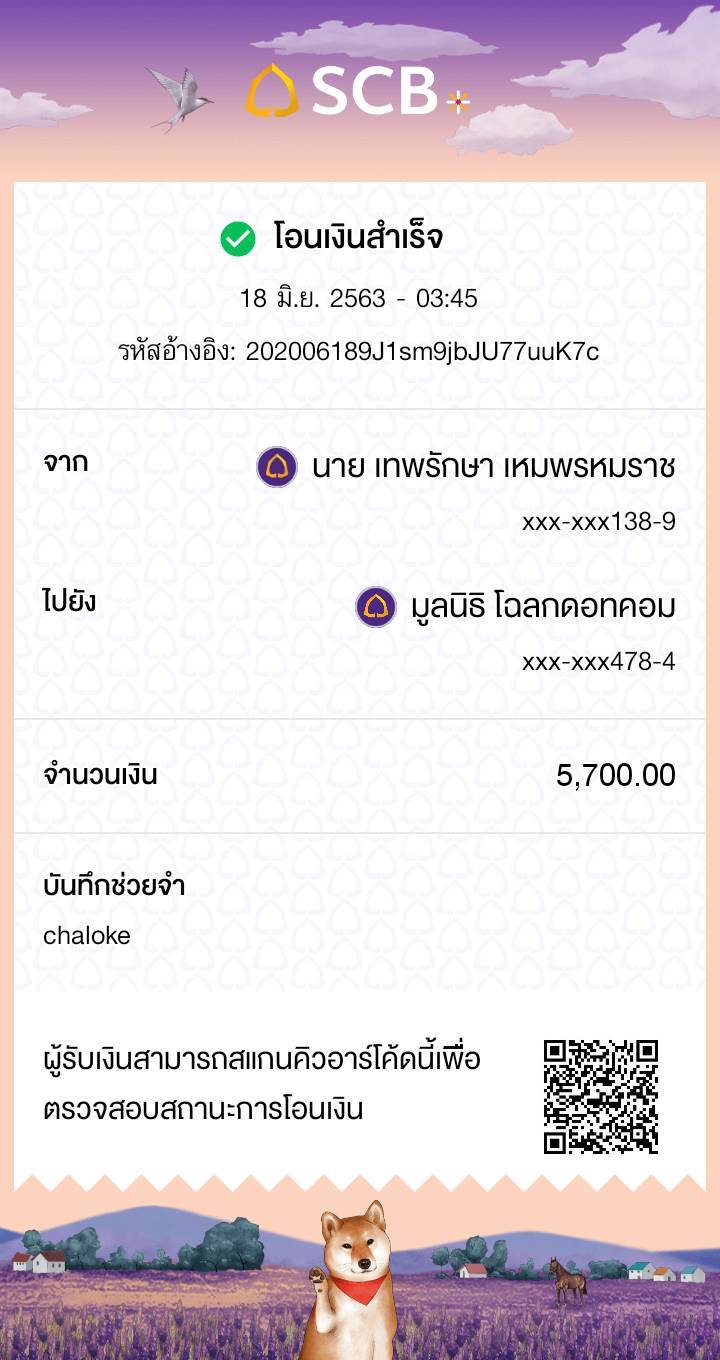 SCB
โอนเงินสำเร็จ
18 มิ.ย. 2563 - 03:45
รหัสอ้างอิง: 202006189J1sm9jbJU77uuK7c
จาก
นาย เทพรักษา เหมพรหมราช
xxx-xxx138-9
ไปยัง
มูลนิธิ โฉลกดอทคอม
xxx-xxx478-4
จำนวนเงิน
5,700.00
บันทึกช่วยจำ
chaloke
ผู้รับเงินสามารถสแกนคิวอาร์โค้ดนี้เพื่อ
ตรวจสอบสถานะการโอนเงิน